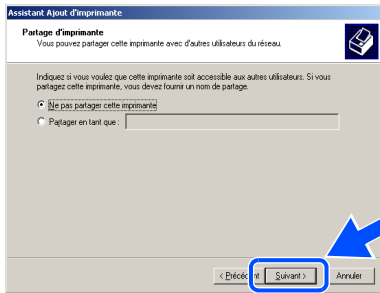 Assistant Ajout d'imprimante
Partage d'imprimante
Vous pouvez partager cette imprimante avec d'autres utilisateurs du réseau.
Indiquez si vous voulez que cette imprimante soit accessible aux autres utilisateurs. Si vous
partagez cette imprimante, vous devez fournir un nom de partage.
Ne pas partager cette imprimante
Partager en tant que :
< Précédent
Suivant >
Annuler